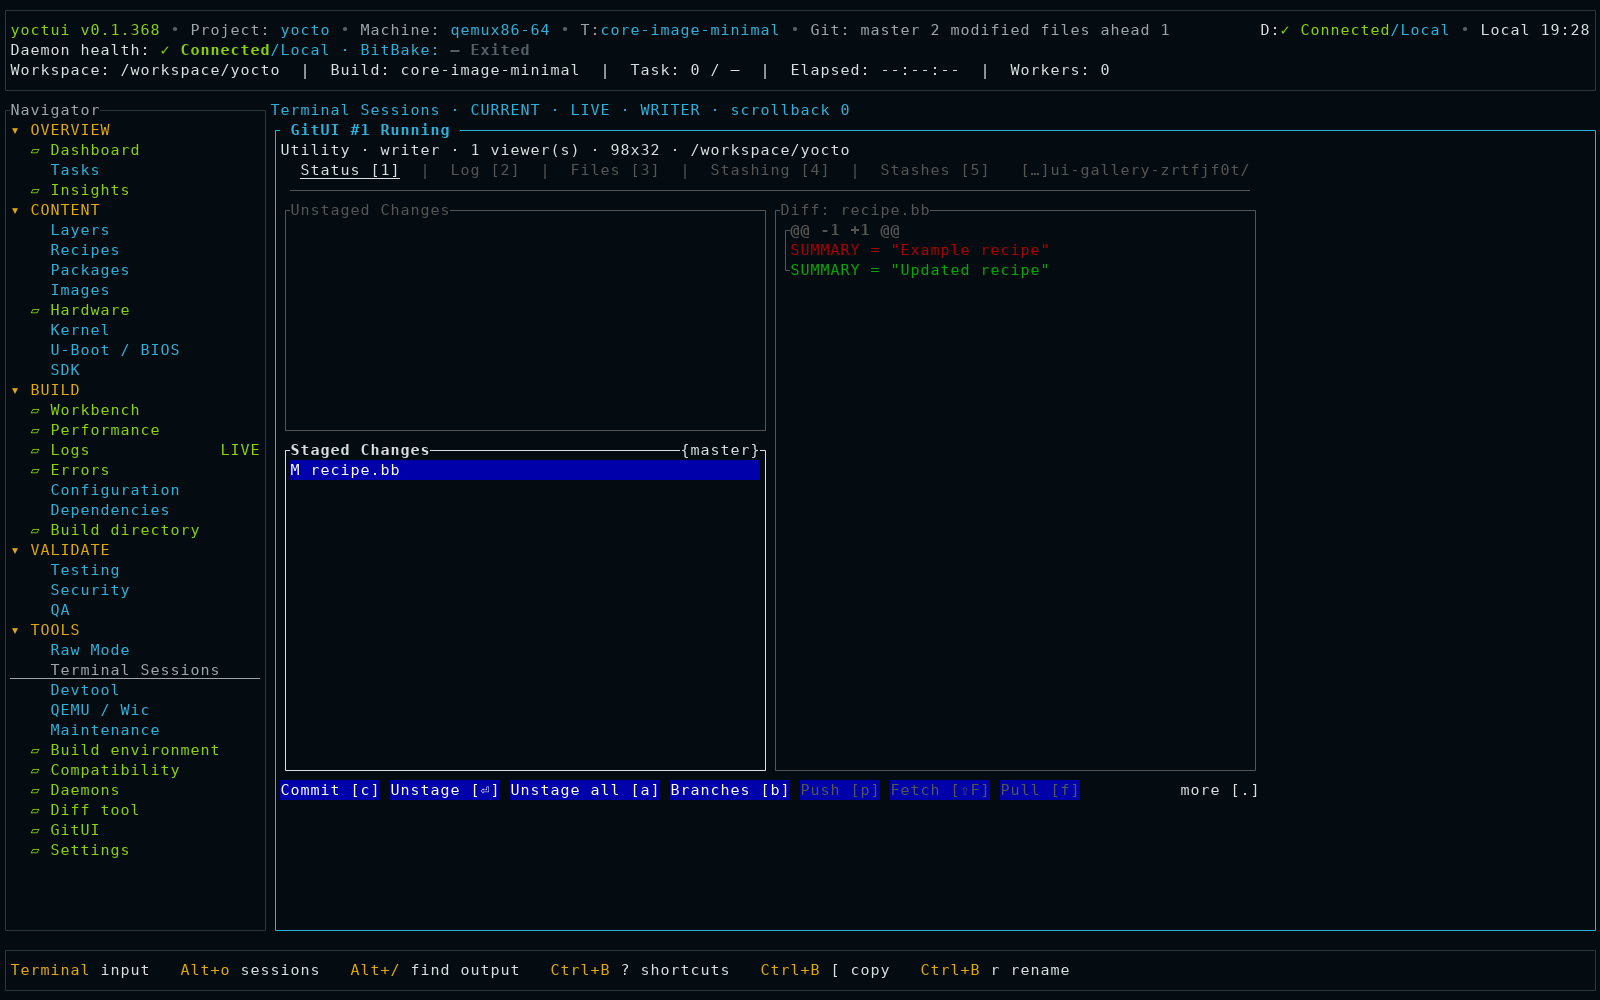 yoctui v0.1.368 • Project: yocto • Machine: qemux86-64 • T:core-image-minimal • Git: master 2 modified files ahead 1 D:✓ Connected/Local • Local 19:28
Daemon health: ✓ Connected/Local · BitBake: — Exited
Workspace: /workspace/yocto | Build: core-image-minimal | Task: 0 / — | Elapsed: --:--:-- | Workers: 0
Navigator
▾ OVERVIEW
▱ Dashboard
Tasks
▱ Insights
▾ CONTENT
Layers
Recipes
Packages
Images
▱ Hardware
Kernel
U-Boot / BIOS
SDK
▾ BUILD
▱ Workbench
▱ Performance
▱ Logs LIVE
▱ Errors
Configuration
Dependencies
▱ Build directory
▾ VALIDATE
Testing
Security
QA
▾ TOOLS
Raw Mode
Terminal Sessions
Devtool
QEMU / Wic
Maintenance
▱ Build environment
▱ Compatibility
▱ Daemons
▱ Diff tool
▱ GitUI
▱ Settings
Terminal Sessions · CURRENT · LIVE · WRITER · scrollback 0
GitUI #1 Running
Utility · writer · 1 viewer(s) · 98x32 · /workspace/yocto
Status [1] | Log [2] | Files [3] | Stashing [4] | Stashes [5] […]ui-gallery-zrtfjf0t/
Unstaged Changes
Staged Changes {master}
M recipe.bb
Diff: recipe.bb
@@ -1 +1 @@
SUMMARY = "Example recipe"
SUMMARY = "Updated recipe"
Commit [c] Unstage [⏎] Unstage all [a] Branches [b] Push [p] Fetch [⇧F] Pull [f] more [.]
Terminal input Alt+o sessions Alt+/ find output Ctrl+B ? shortcuts Ctrl+B [ copy Ctrl+B r rename